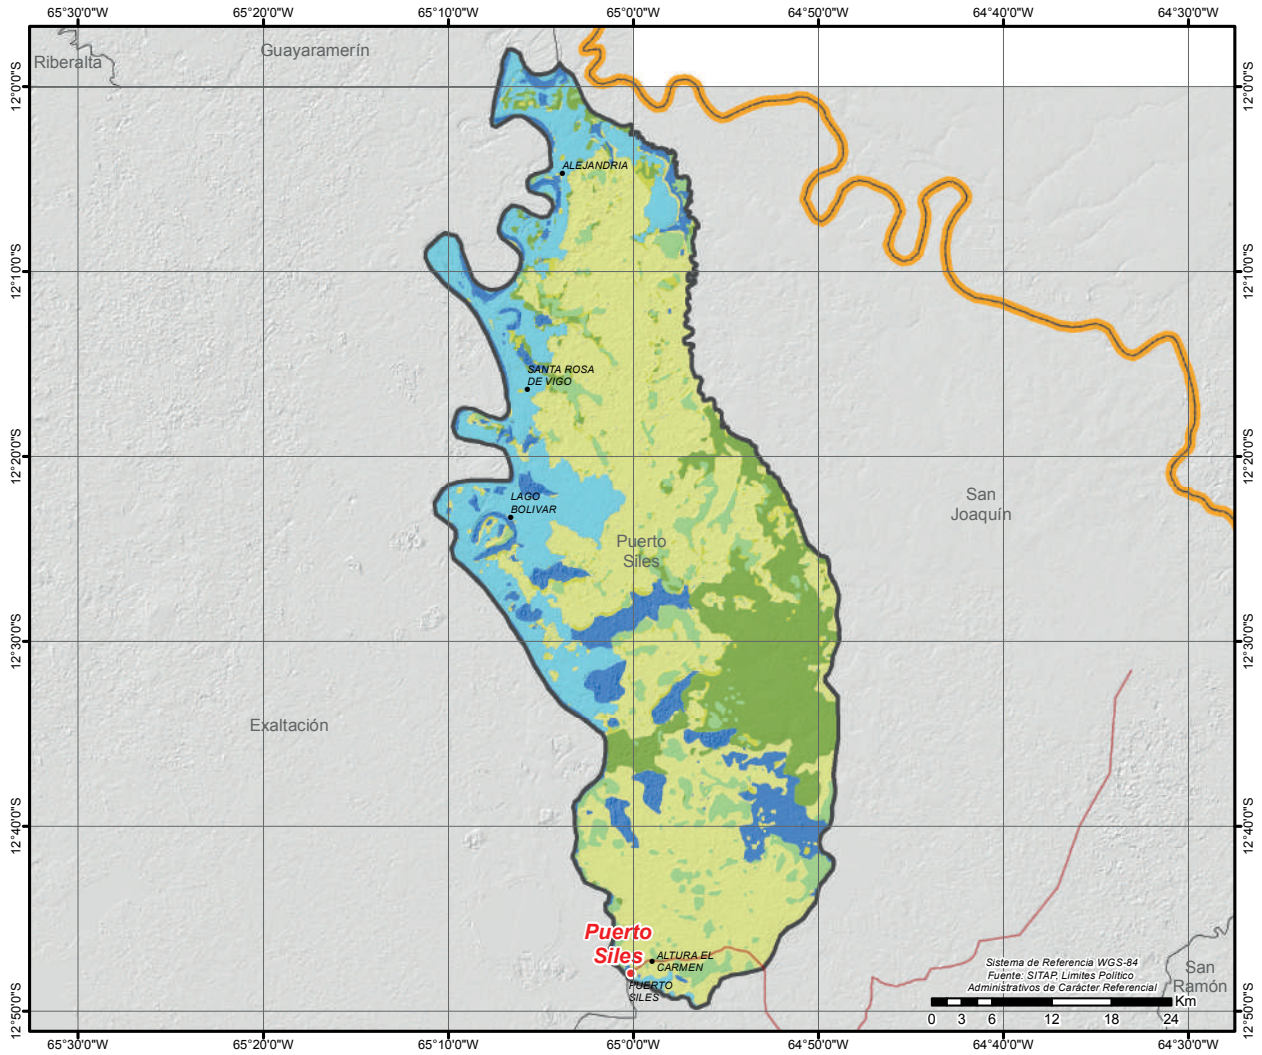 65°30'0"W 65°20'0"W 65°10'0"W 65°0'0"W 64°50'0"W 64°40'0"W 64°30'0"W
Riberalta
Guayaramerín
12°0'0"S 12°0'0"S
ALEJANDRIA
12°10'0"S 12°10'0"S
SANTA ROSA
DE VIGO
12°20'0"S 12°20'0"S
LAGO
BOLIVAR
San
Joaquín
Puerto
Siles
12°30'0"S 12°30'0"S
Exaltación
12°40'0"S 12°40'0"S
Puerto
Siles
ALTURA EL
CARMEN
PUERTO
SILES
Sistema de Referencia WGS-84
Fuente: SITAP, Limites Político
Administrativos de Carácter Referencial
San
Ramón
Km
0 3 6 12 18 24
12°50'0"S 12°50'0"S
65°30'0"W 65°20'0"W 65°10'0"W 65°0'0"W 64°50'0"W 64°40'0"W 64°30'0"W